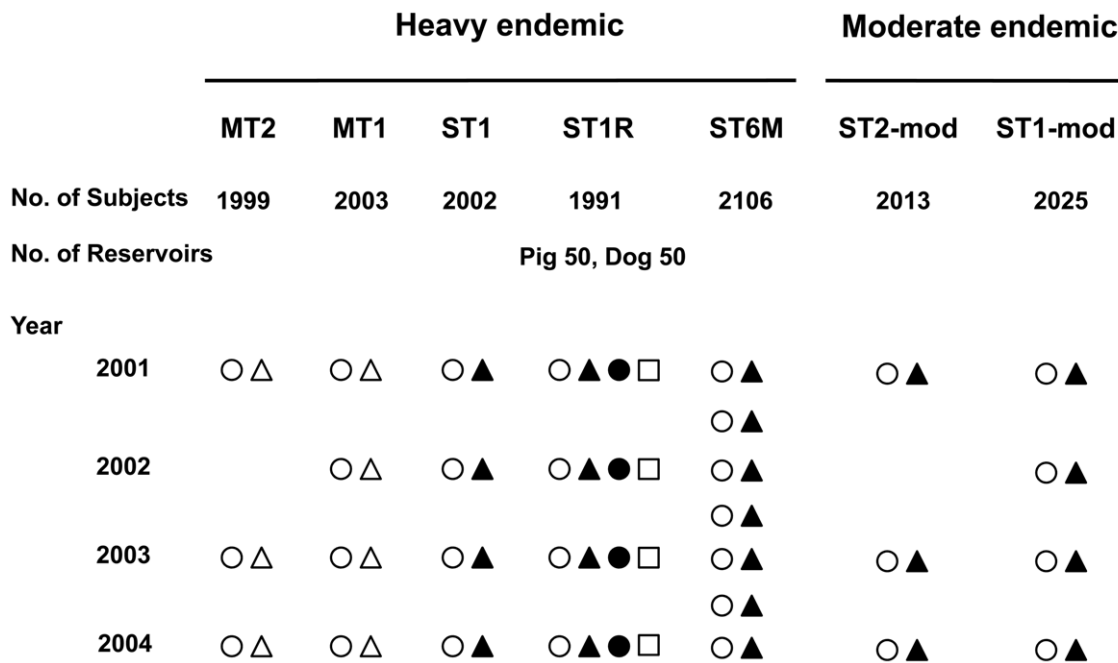 Heavy endemic Moderate endemic
MT2 MT1 ST1 ST1R ST6M ST2-mod ST1-mod
No. of Subjects 1999 2003 2002 1991 2106 2013 2025
No. of Reservoirs Pig 50, Dog 50
Year
2001
2002
2003
2004